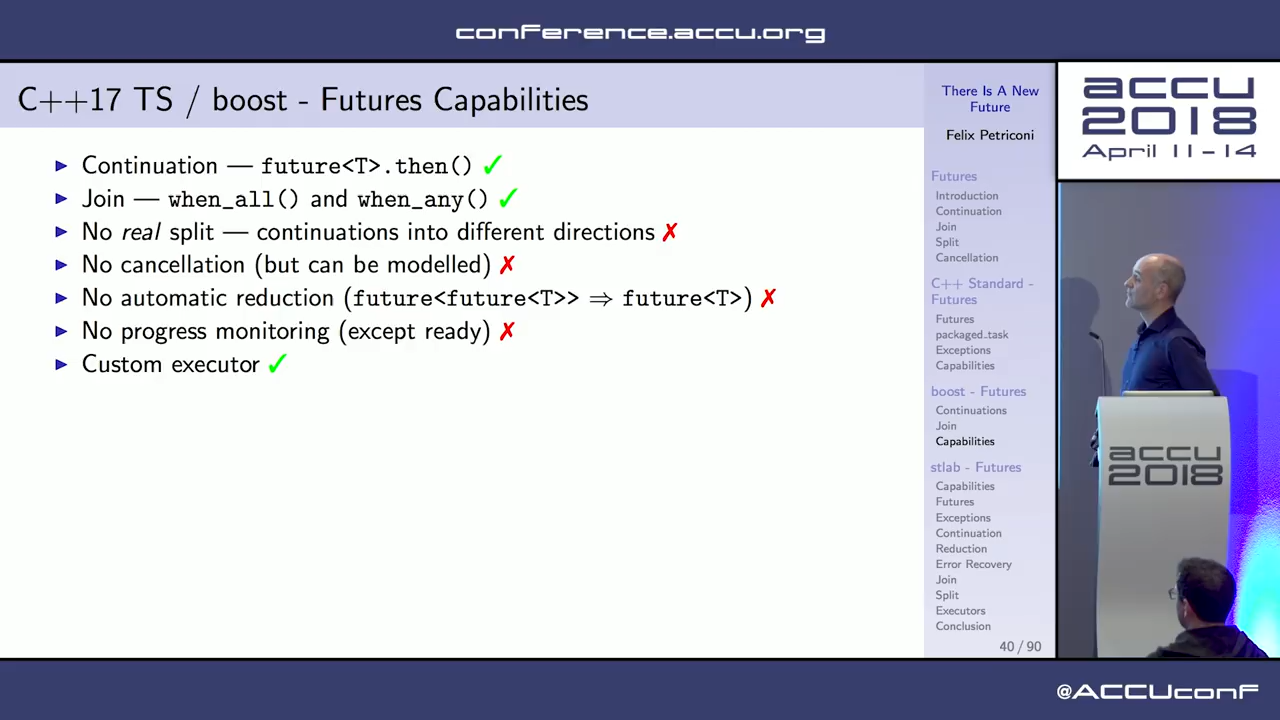 conference.accu.org
C++17 TS / boost - Futures Capabilities
► Continuation — future<T>.then() ✓
► Join — when_all() and when_any() ✓
► No real split — continuations into different directions ✗
► No cancellation (but can be modelled) ✗
► No automatic reduction (future<future<T>> ⇒ future<T>) ✗
► No progress monitoring (except ready) ✗
► Custom executor ✓
There Is A New
Future
Felix Petriconi
Futures
Introduction
Continuation
Join
Split
Cancellation
C++ Standard -
Futures
Futures
packaged_task
Exceptions
Capabilities
boost - Futures
Continuations
Join
Capabilities
stlab - Futures
Capabilities
Futures
Exceptions
Continuation
Reduction
Error Recovery
Join
Split
Executors
Conclusion
40 / 90
accu
2018
April 11-14
accu
2018
@ACCUconf